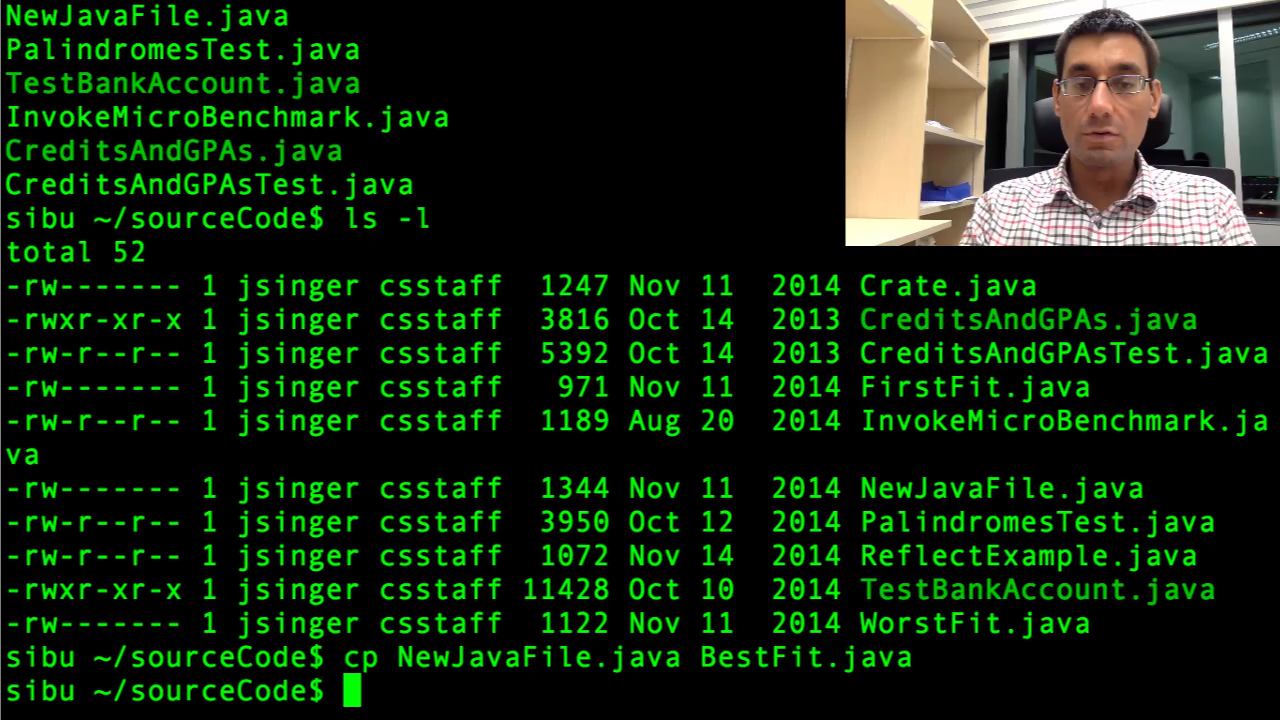 NewJavaFile.java
PalindromesTest.java
TestBankAccount.java
InvokeMicroBenchmark.java
CreditsAndGPAs.java
CreditsAndGPAsTest.java
sibu ~/sourceCode$ ls -l
total 52
-rw------- 1 jsinger csstaff  1247 Nov 11  2014 Crate.java
-rwxr-xr-x 1 jsinger csstaff  3816 Oct 14  2013 CreditsAndGPAs.java
-rw-r--r-- 1 jsinger csstaff  5392 Oct 14  2013 CreditsAndGPAsTest.java
-rw------- 1 jsinger csstaff   971 Nov 11  2014 FirstFit.java
-rw-r--r-- 1 jsinger csstaff  1189 Aug 20  2014 InvokeMicroBenchmark.ja
va
-rw------- 1 jsinger csstaff  1344 Nov 11  2014 NewJavaFile.java
-rw-r--r-- 1 jsinger csstaff  3950 Oct 12  2014 PalindromesTest.java
-rw-r--r-- 1 jsinger csstaff  1072 Nov 14  2014 ReflectExample.java
-rwxr-xr-x 1 jsinger csstaff 11428 Oct 10  2014 TestBankAccount.java
-rw------- 1 jsinger csstaff  1122 Nov 11  2014 WorstFit.java
sibu ~/sourceCode$ cp NewJavaFile.java BestFit.java
sibu ~/sourceCode$